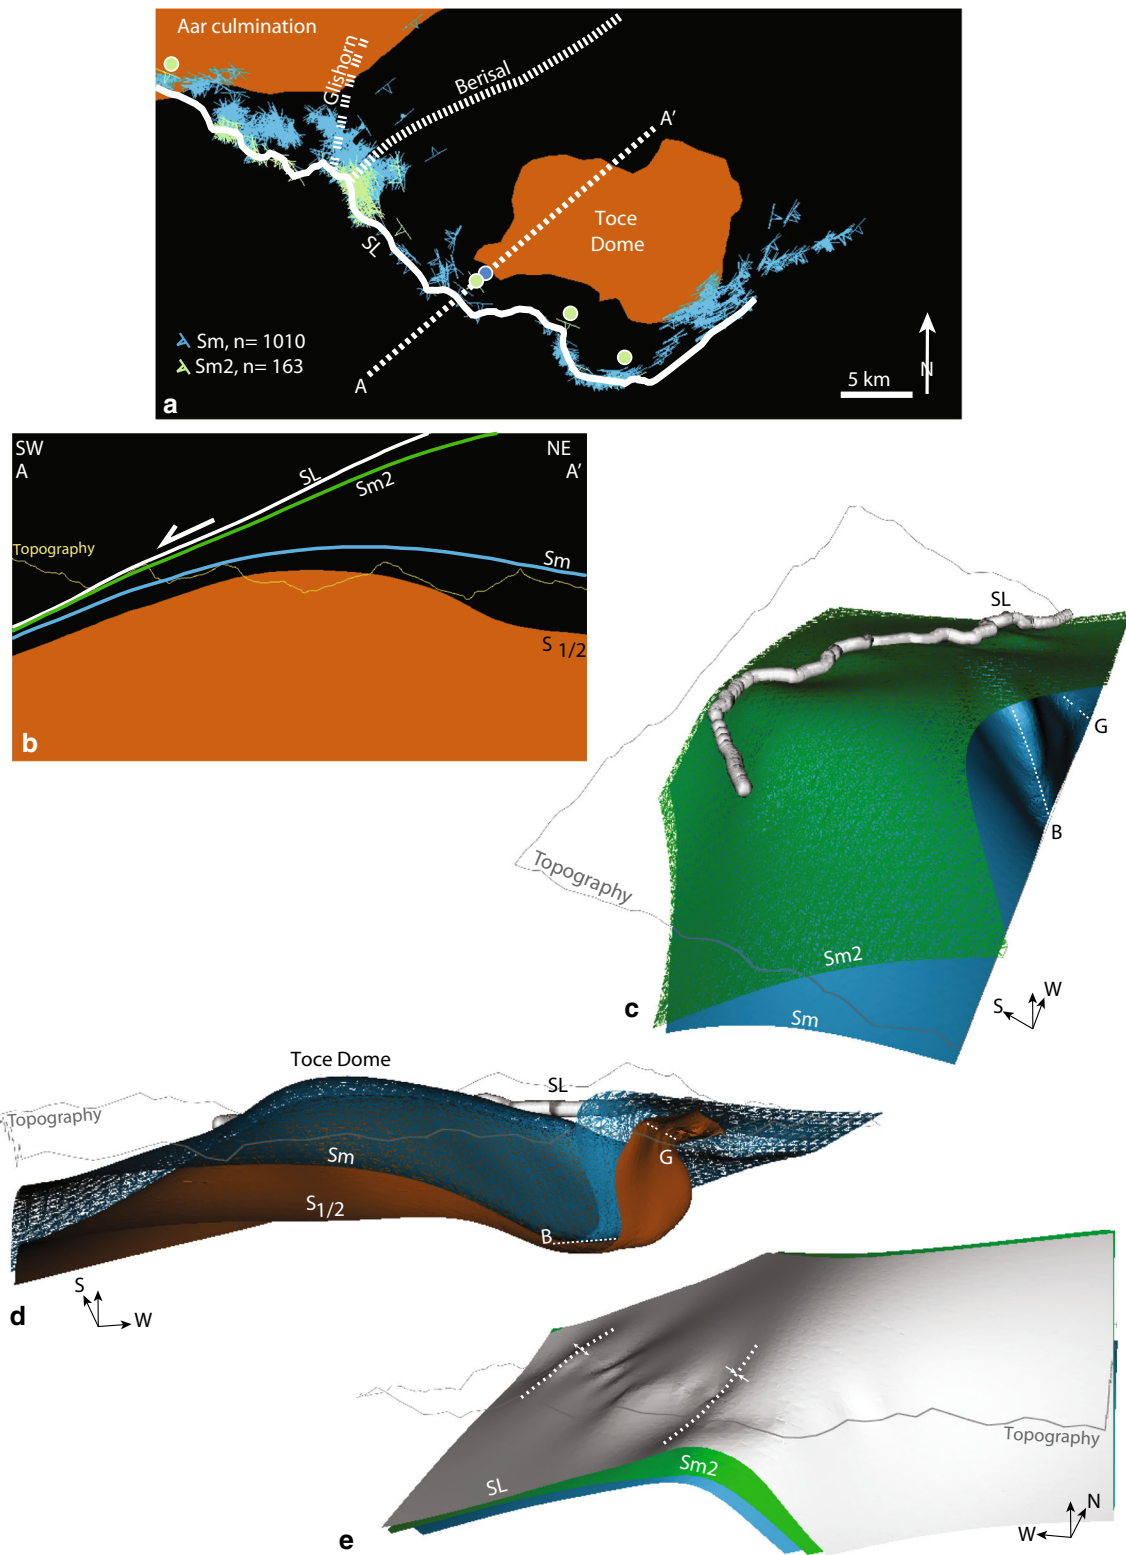 Aar culmination
Glishorn
Berisal
A'
Toce
Dome
SL
A
Sm, n= 1010
Sm2, n= 163
5 km
N
a
SW
A
NE
A'
SL
Sm2
Topography
Sm
S 1/2
b
SL
G
B
Topography
Sm2
Sm
S
W
c
Toce Dome
SL
Topography
Sm
G
S1/2
B
S
W
d
Topography
SL
Sm2
N
W
e